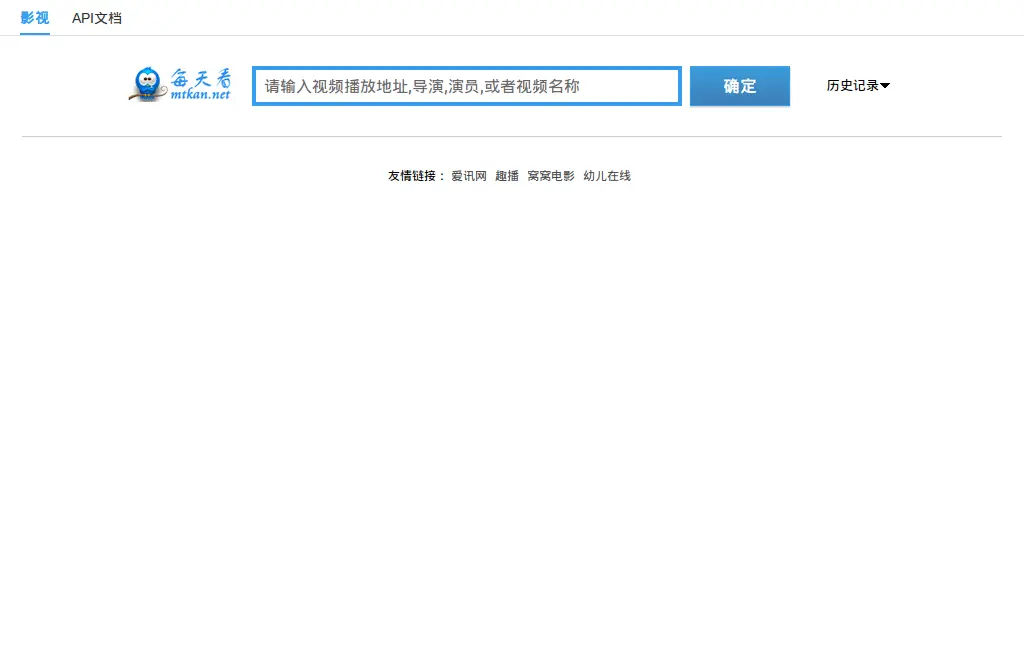 影视 API文档
每天看
mtkan.net
请输入视频播放地址,导演,演员,或者视频名称
确定
历史记录
友情链接： 爱讯网 趣播 窝窝电影 幼儿在线